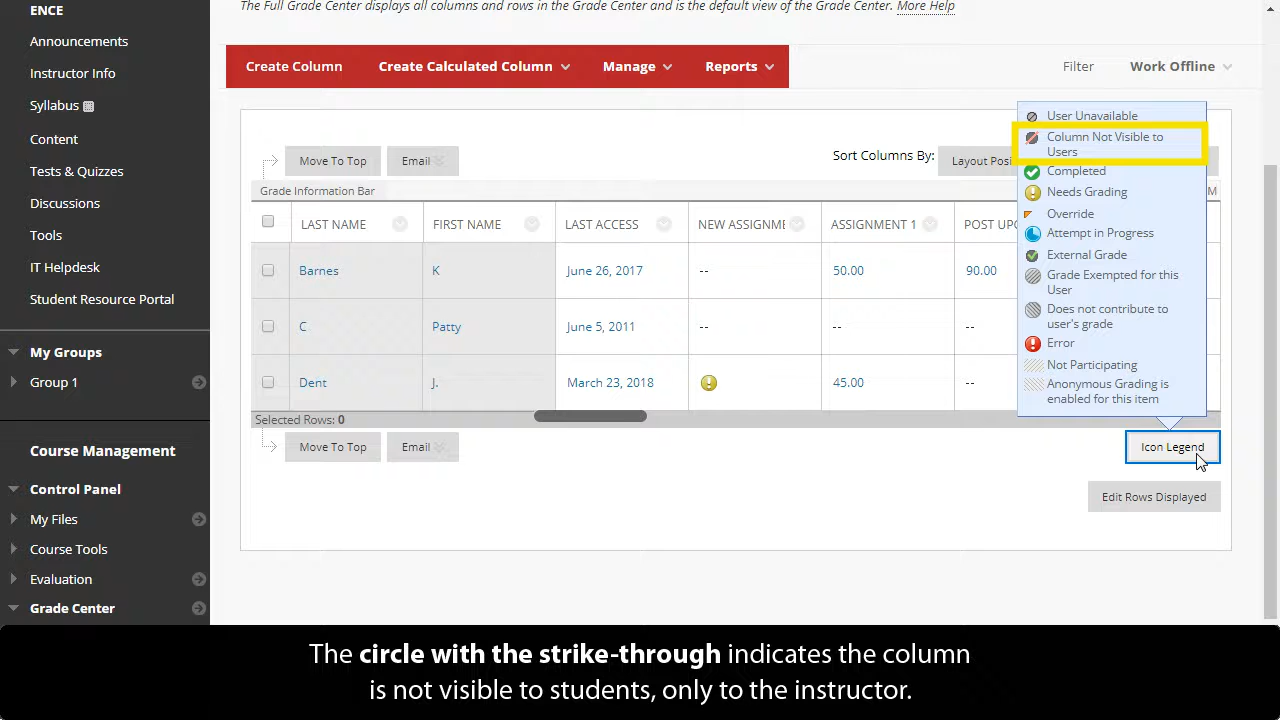 The Full Grade Center displays all columns and rows in the Grade Center and is the default view of the Grade Center. More Help
ENCE
Announcements
Instructor Info
Syllabus
Content
Tests & Quizzes
Discussions
Tools
IT Helpdesk
Student Resource Portal
My Groups
Group 1
Course Management
Control Panel
My Files
Course Tools
Evaluation
Grade Center
Create Column Create Calculated Column Manage Reports Filter Work Offline
Move To Top Email Sort Columns By: Layout
Grade Information Bar
LAST NAME FIRST NAME LAST ACCESS NEW ASSIGNME ASSIGNMENT 1 POST UPO
Barnes K June 26, 2017 -- 50.00 90.00
C Patty June 5, 2011 -- -- --
Dent J. March 23, 2018 45.00 --
Selected Rows: 0
Move To Top Email
User Unavailable
Column Not Visible to
Users
Completed
Needs Grading
Override
Attempt in Progress
External Grade
Grade Exempted for this
User
Does not contribute to
user's grade
Error
Not Participating
Anonymous Grading is
enabled for this item
Icon Legend
Edit Rows Displayed
The circle with the strike-through indicates the column
is not visible to students, only to the instructor.